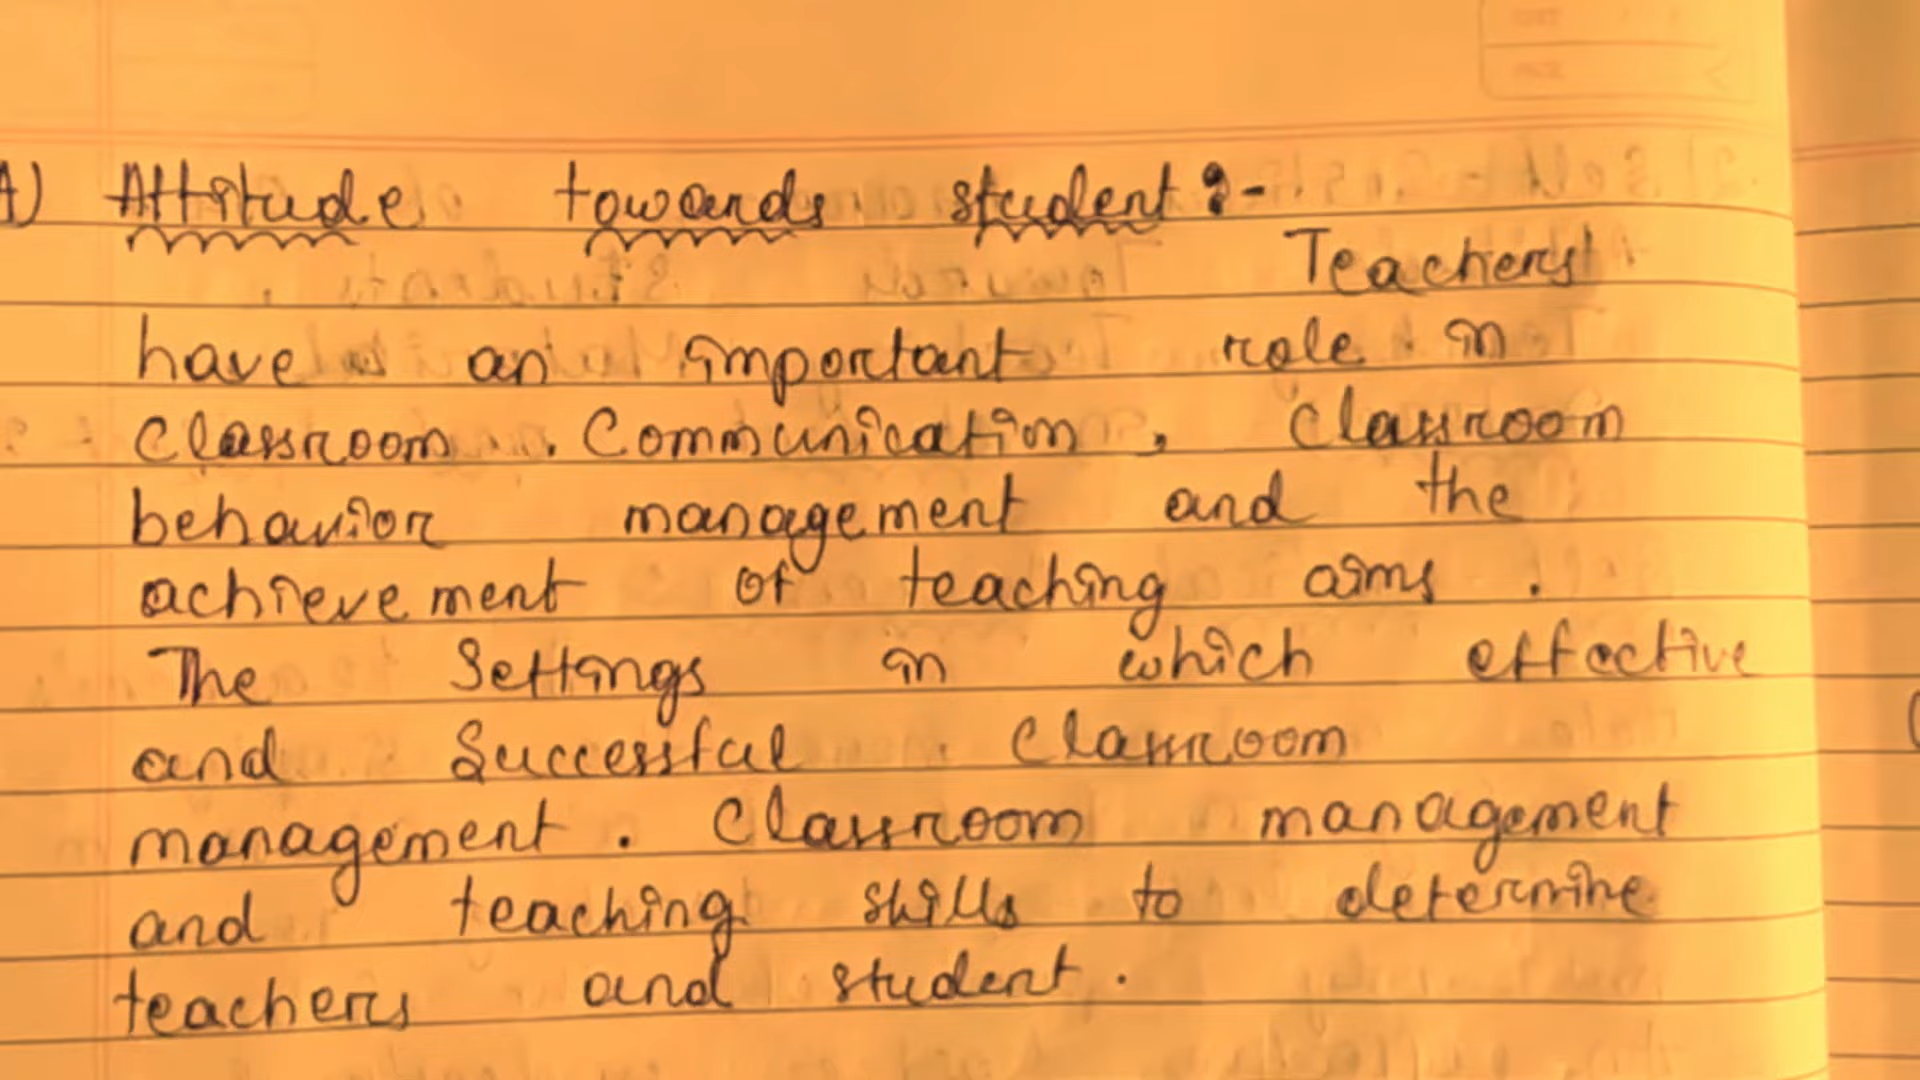 A) Attitude towards student :-
Teachers
have an important role in
classroom . Communication , classroom
behavior management and the
achievement of teaching aims .
The Settings in which effective
and Successful classroom
management . classroom management
and teaching skills to determine
teachers and student .